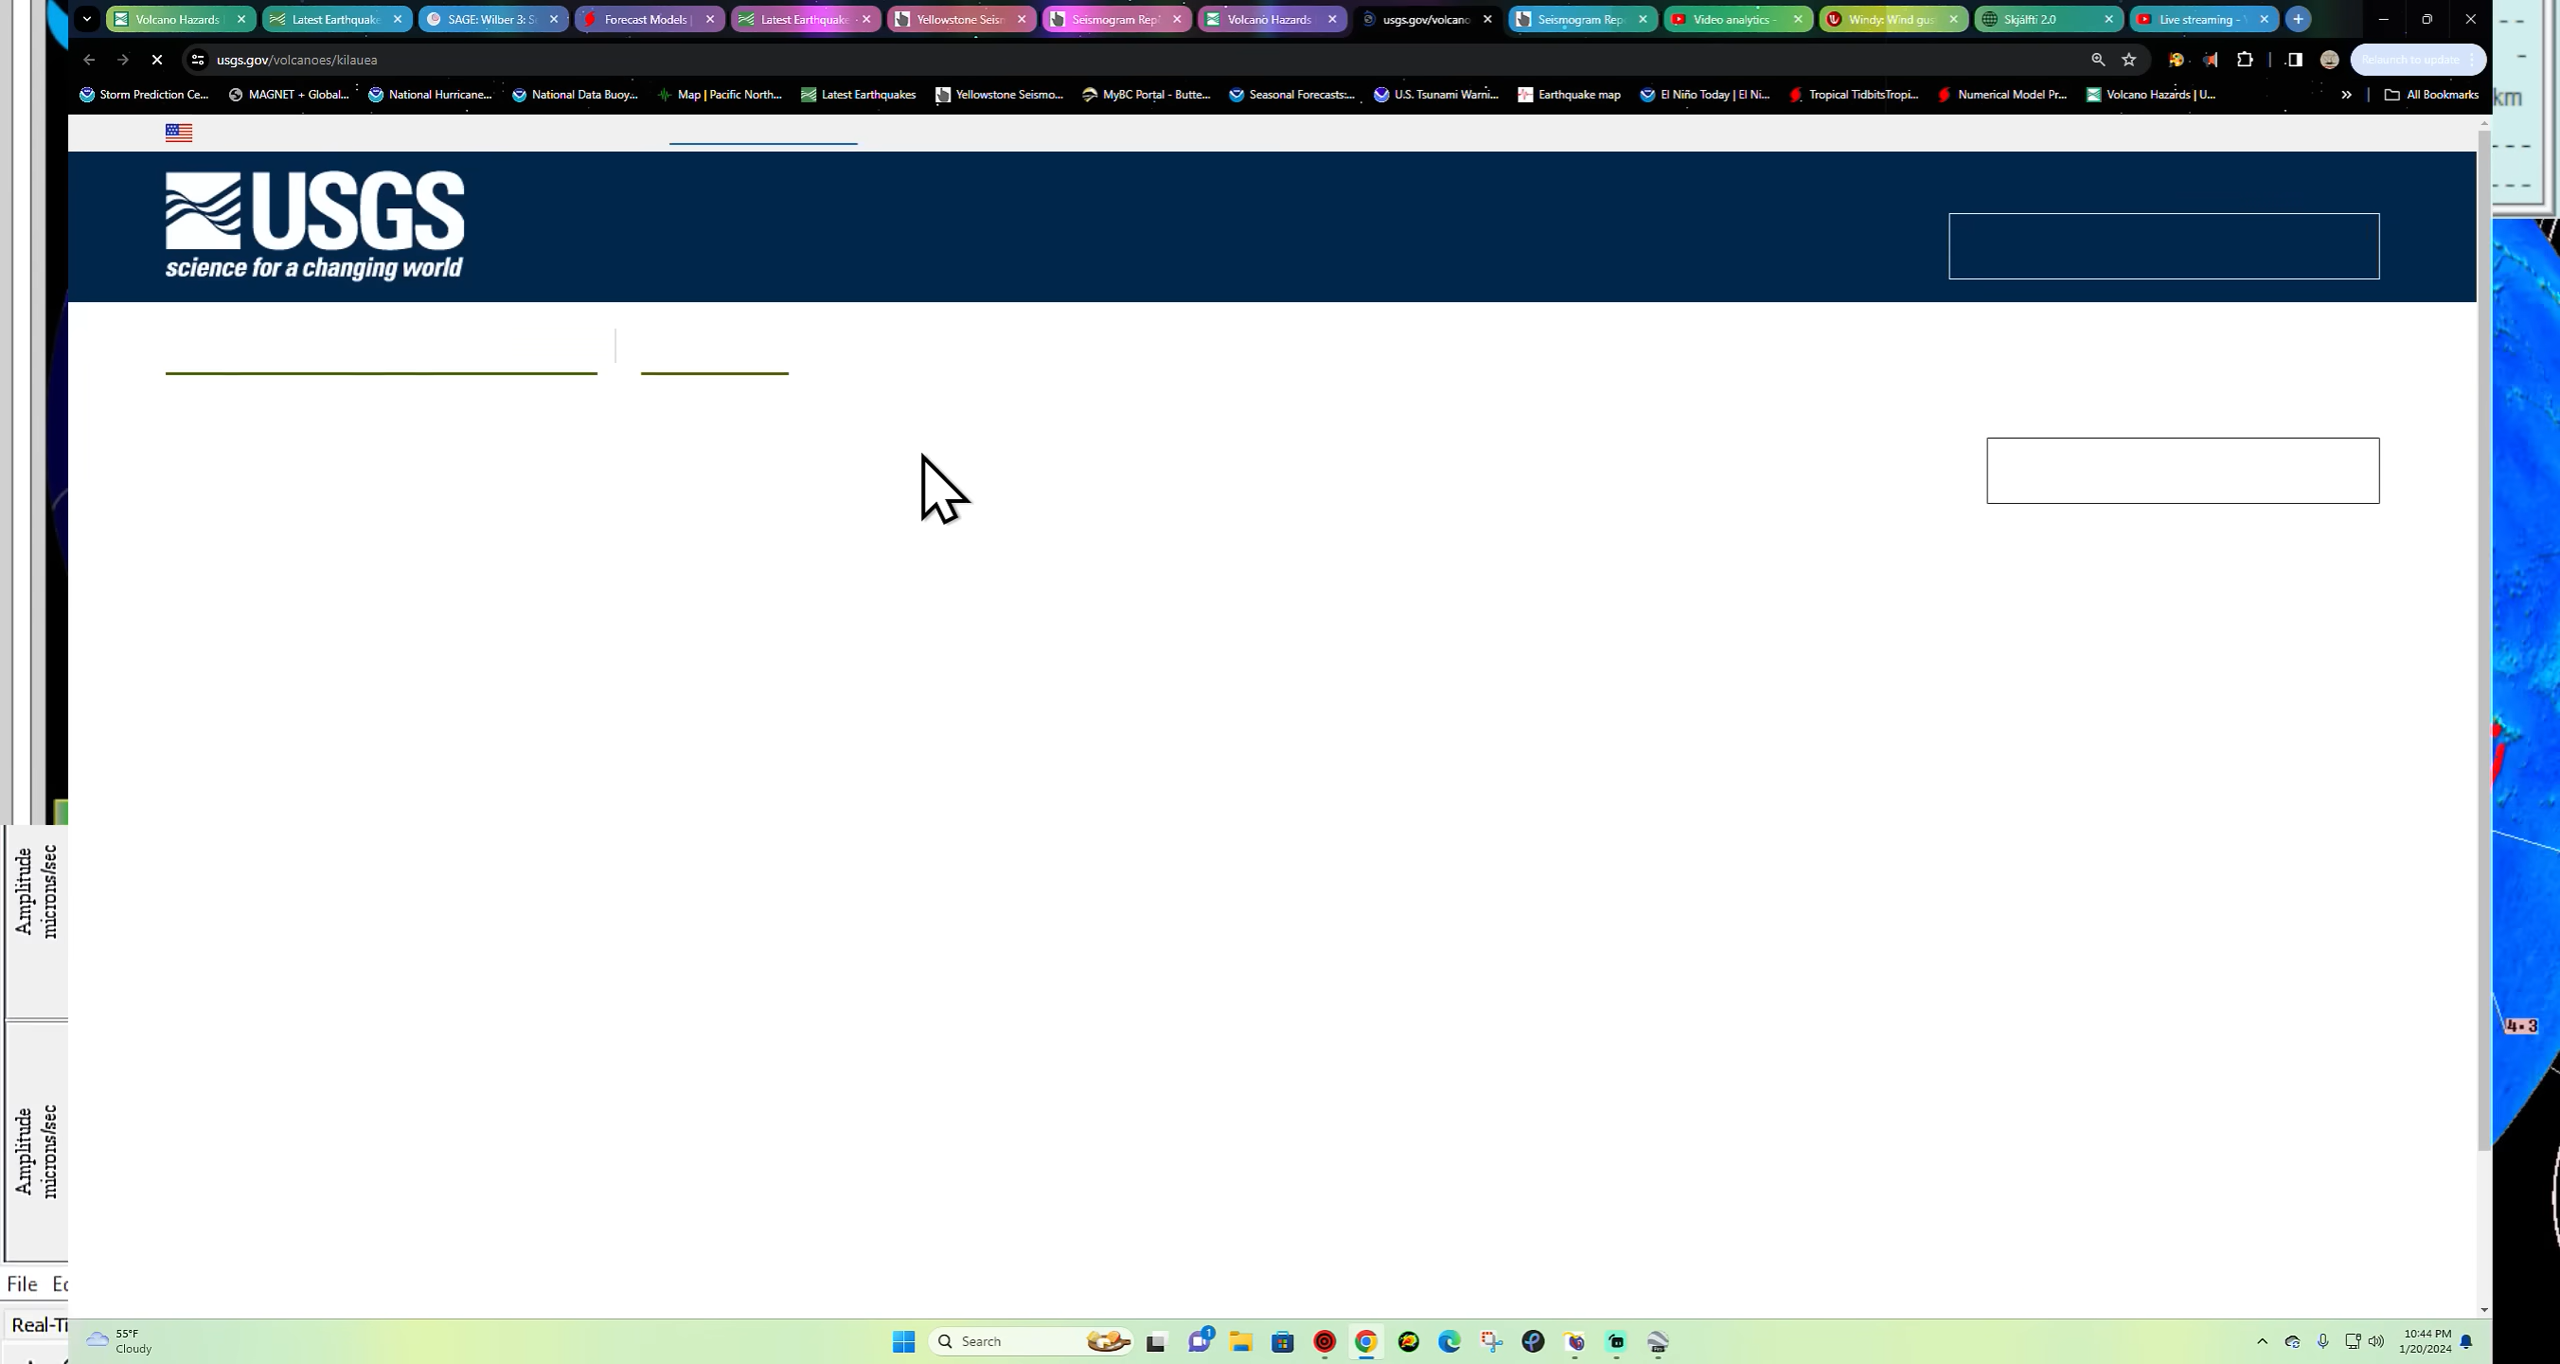 Volcano Hazards
Latest Earthquake
SAGE: Wilber 3: S
Forecast Models |
Latest Earthquake
Yellowstone Seism
Seismogram Rep
Volcano Hazards
usgs.gov/volcano
Seismogram Rep
Video analytics -
Windy: Wind gus
Skjálfti 2.0
Live streaming -
usgs.gov/volcanoes/kilauea
Relaunch to update
Storm Prediction Ce...
MAGNET + Global...
National Hurricane...
National Data Buoy...
Map | Pacific North...
Latest Earthquakes
Yellowstone Seismo...
MyBC Portal - Butte...
Seasonal Forecasts:...
U.S. Tsunami Warni...
Earthquake map
El Niño Today | El Ni...
Tropical TidbitsTropi...
Numerical Model Pr...
Volcano Hazards | U...
All Bookmarks
km
USGS
science for a changing world
Amplitude
microns/sec
4.3
Amplitude
microns/sec
File
Real-Ti
55°F
Cloudy
Search
1
10:44 PM
1/20/2024